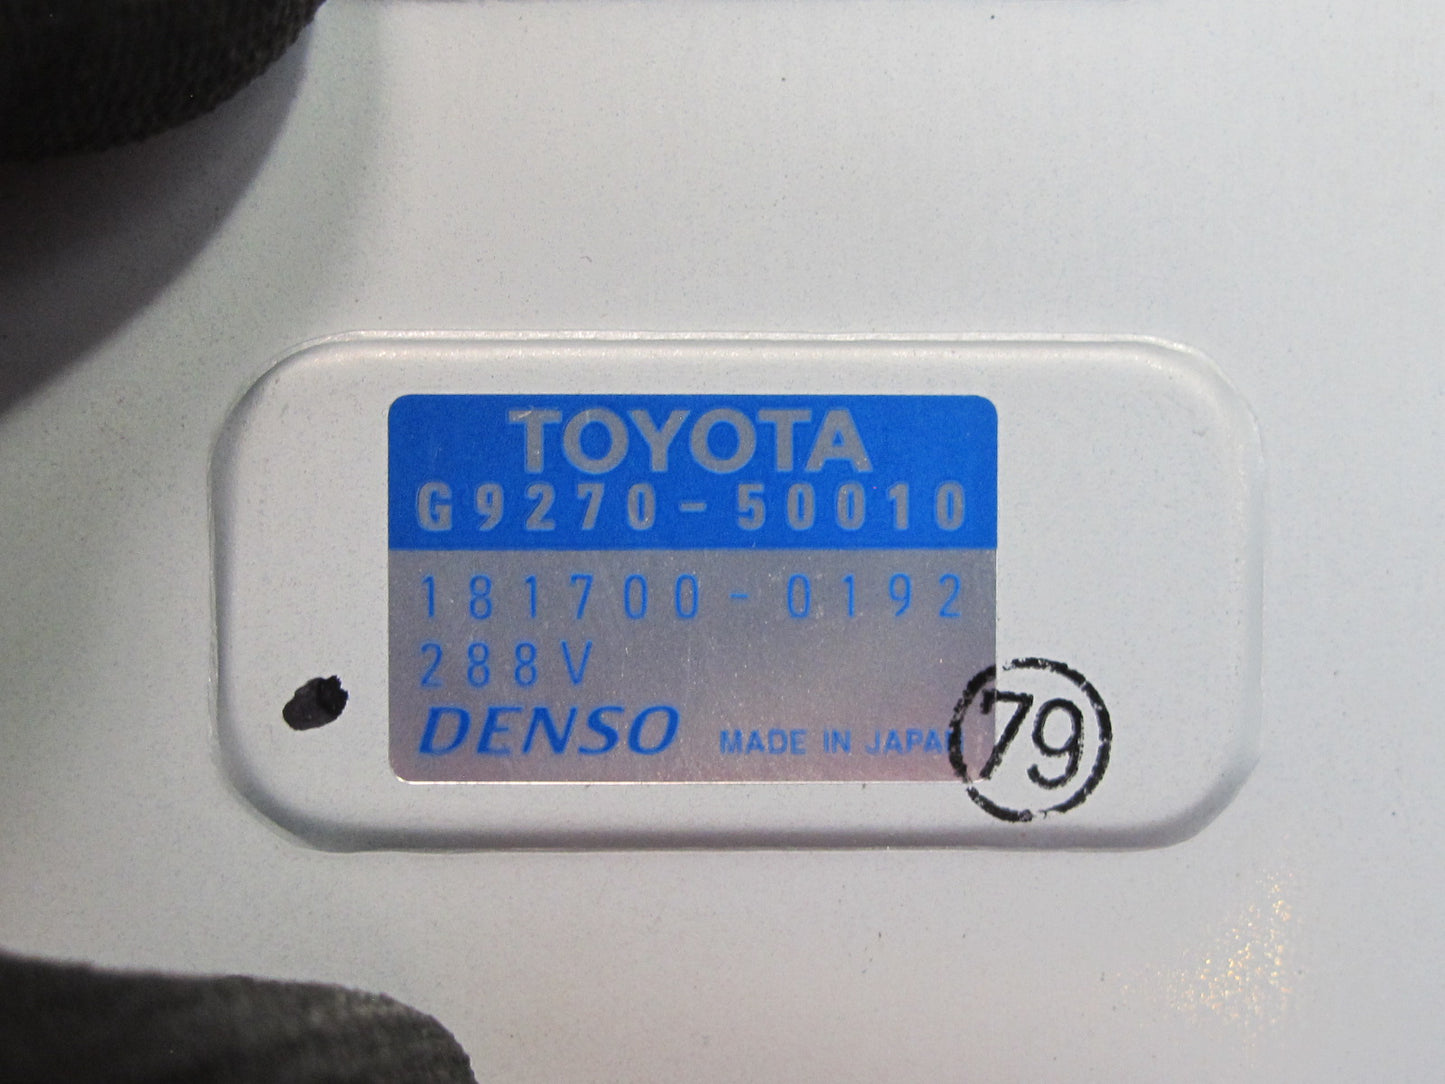 TOYOTA
G9270-50010
181700-0192
288V
DENSO MADE IN JAPAN
79